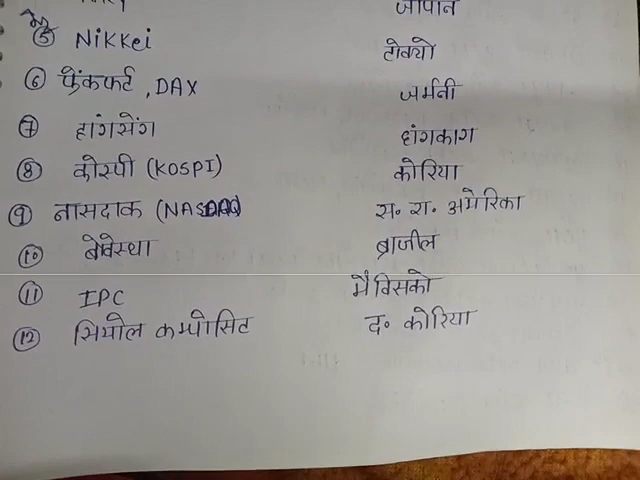 जापान
⑤ Nikkei टोक्यो
⑥ फ्रैंकफर्ट , DAX जर्मनी
⑦ हांगसेंग हांगकाग
⑧ कोस्पी (KOSPI) कोरिया
⑨ नासदाक (NASDAQ) स. रा. अमेरिका
⑩ बोवेस्था ब्राजील
⑪ IPC मैक्सिको
⑫ सियोल कम्पोसिट द. कोरिया